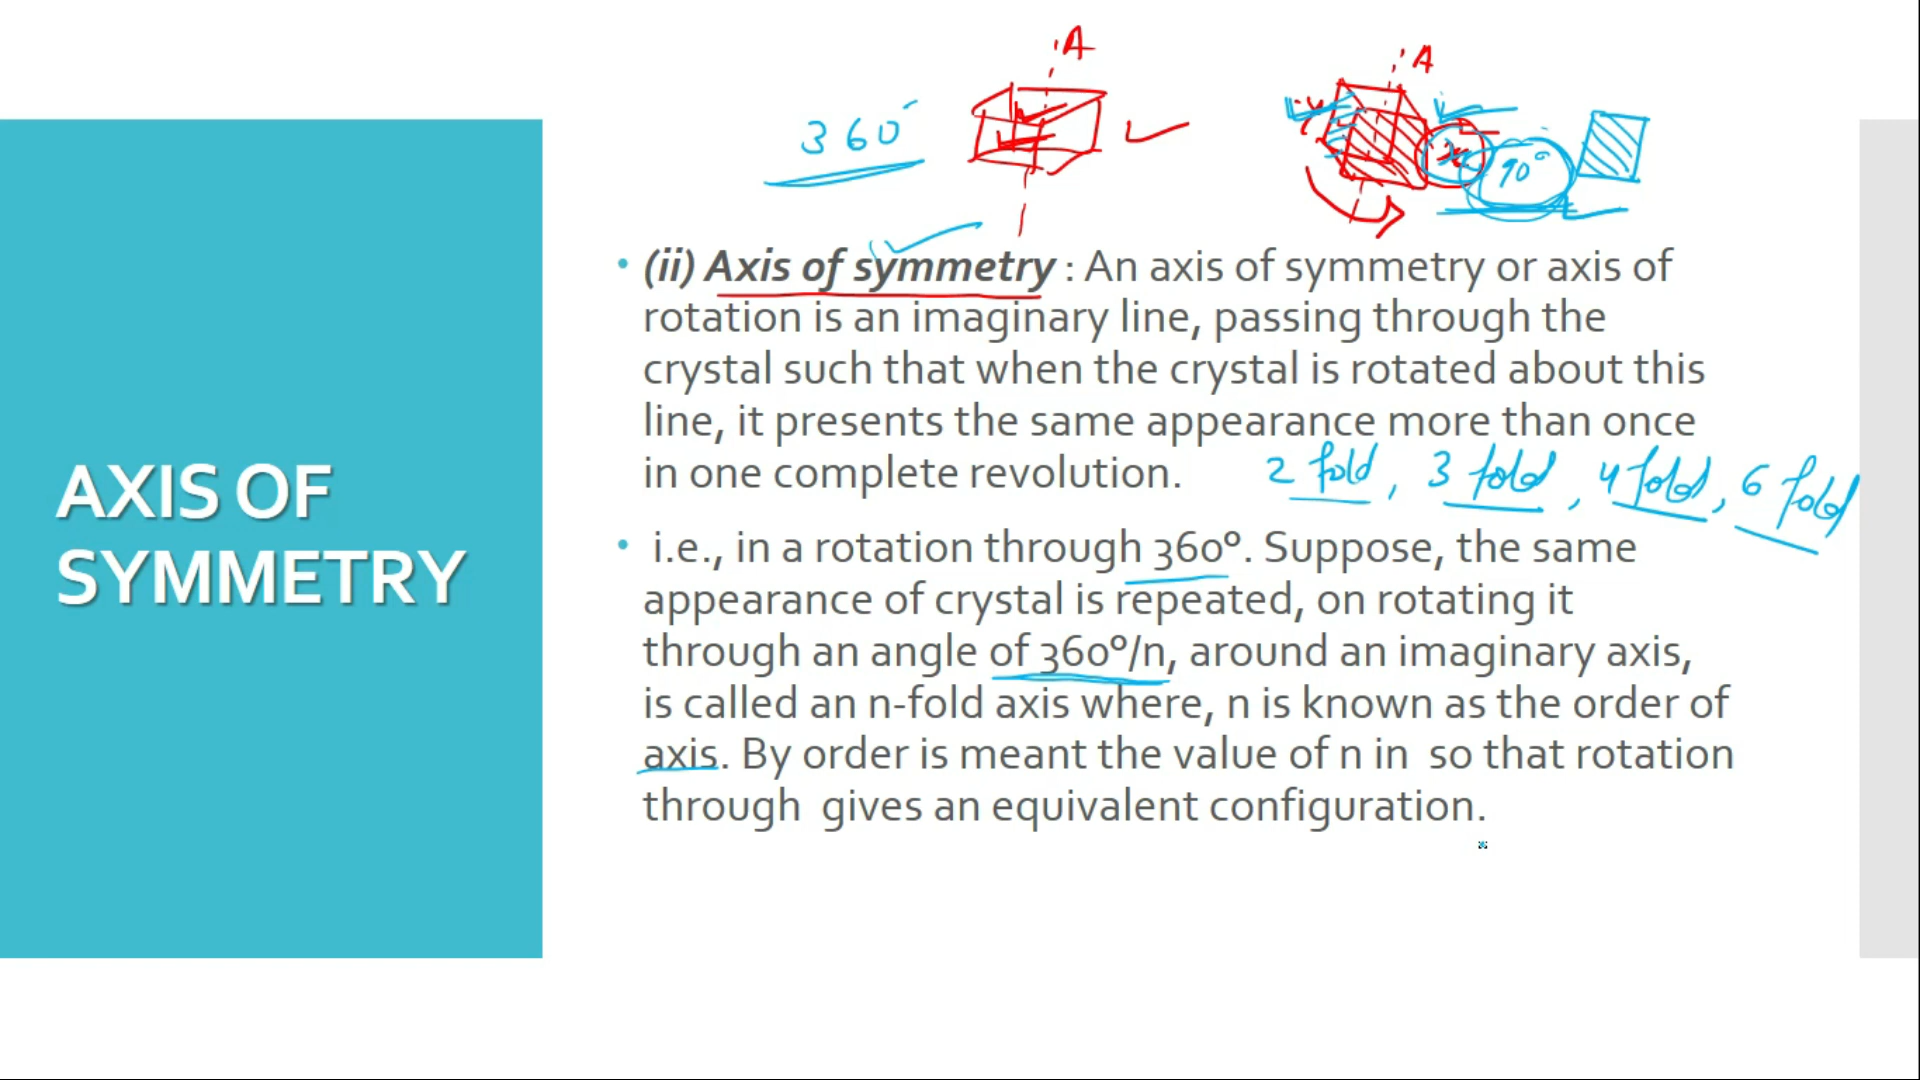 AXIS OF
SYMMETRY
360°
A
A
90°
• (ii) Axis of symmetry : An axis of symmetry or axis of
rotation is an imaginary line, passing through the
crystal such that when the crystal is rotated about this
line, it presents the same appearance more than once
in one complete revolution.
2 fold, 3 fold, 4 fold, 6 fold
• i.e., in a rotation through 360º. Suppose, the same
appearance of crystal is repeated, on rotating it
through an angle of 360º/n, around an imaginary axis,
is called an n-fold axis where, n is known as the order of
axis. By order is meant the value of n in so that rotation
through gives an equivalent configuration.